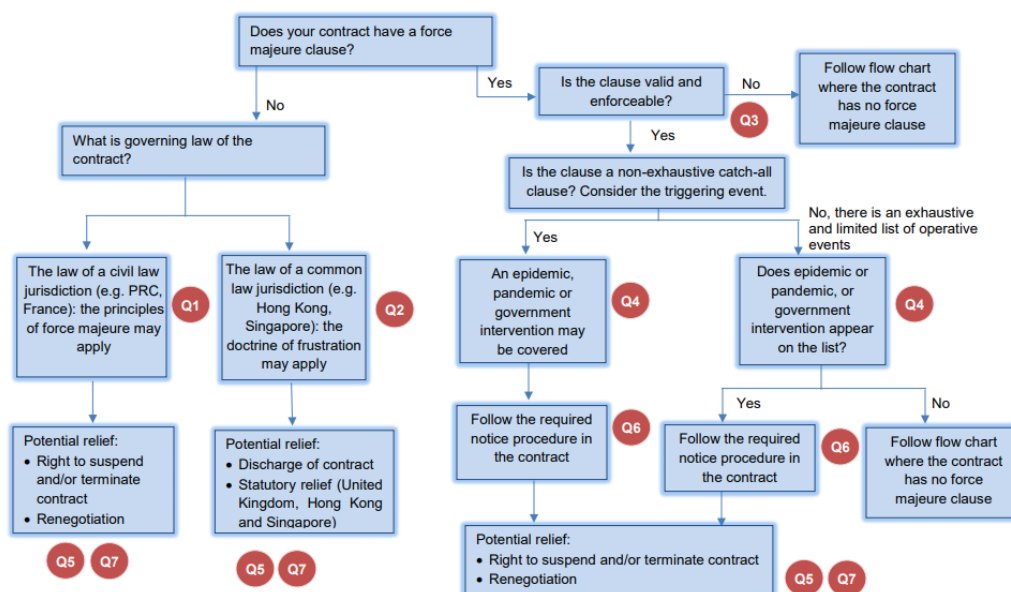 Does your contract have a force
majeure clause?
Yes
Is the clause valid and
enforceable?
No
Follow flow chart
where the contract
has no force
majeure clause
Q3
No
Yes
What is governing law of the
contract?
Is the clause a non-exhaustive catch-all
clause? Consider the triggering event.
Yes
No, there is an exhaustive
and limited list of operative
events
The law of a civil law
jurisdiction (e.g. PRC,
France): the principles
of force majeure may
apply
Q1
The law of a common
law jurisdiction (e.g.
Hong Kong,
Singapore): the
doctrine of frustration
may apply
Q2
An epidemic,
pandemic or
government
intervention may
be covered
Q4
Does epidemic or
pandemic, or
government
intervention appear
on the list?
Q4
Yes
No
Potential relief:
• Right to suspend
and/or terminate
contract
• Renegotiation
Q5 Q7
Potential relief:
• Discharge of contract
• Statutory relief (United
Kingdom, Hong Kong
and Singapore)
Q5 Q7
Follow the required
notice procedure in
the contract
Q6
Follow the required
notice procedure in
the contract
Q6
Follow flow chart
where the contract
has no force
majeure clause
Potential relief:
• Right to suspend and/or terminate contract
• Renegotiation
Q5 Q7